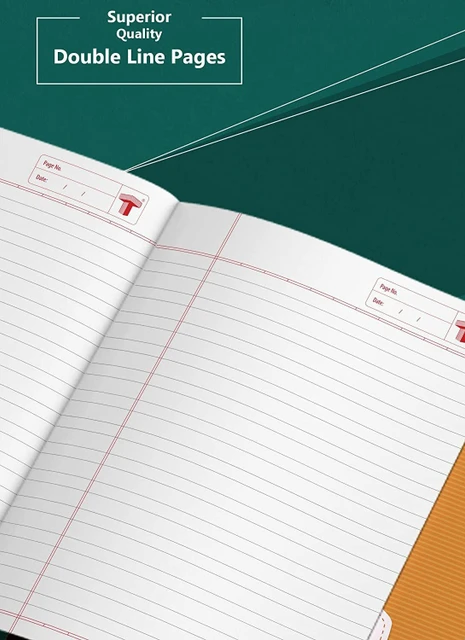 Superior
Quality
Double Line Pages
Page No.
Date: / /
Page No.
Date: / /